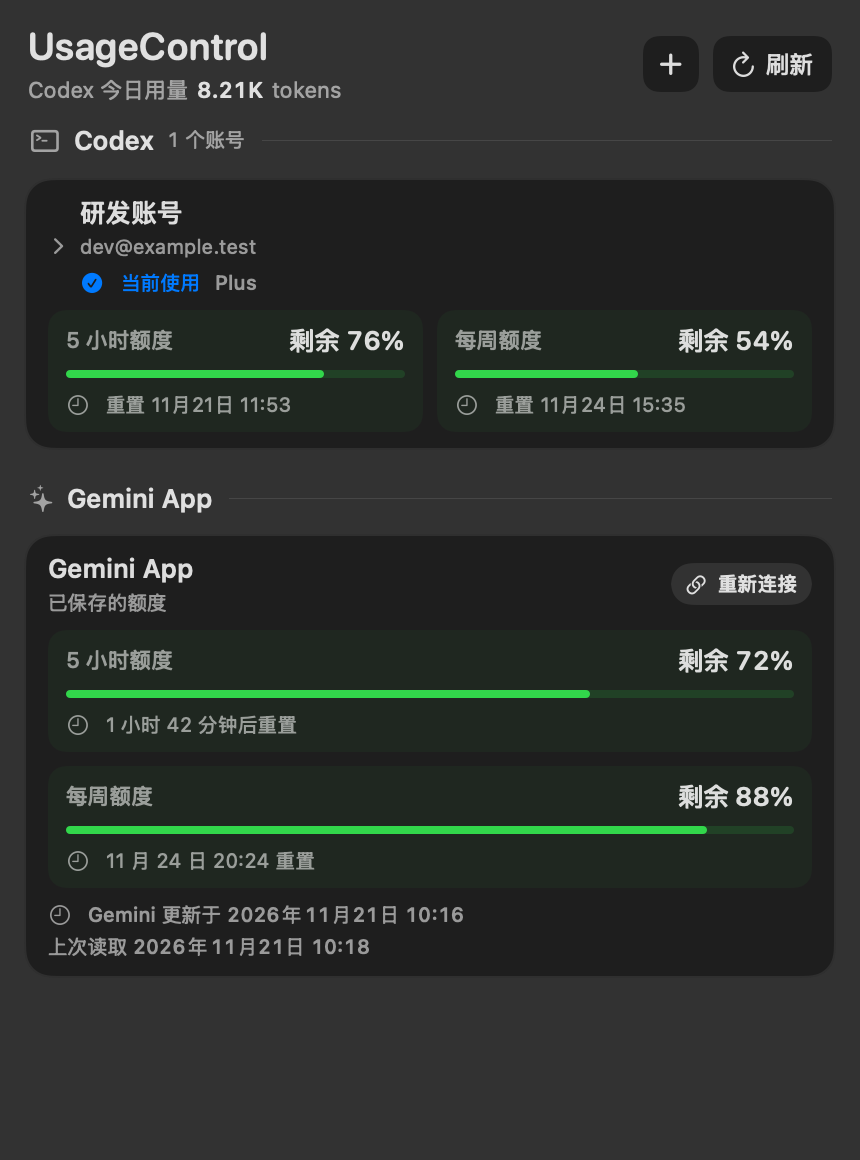 UsageControl
Codex 今日用量 8.21K tokens
刷新
Codex 1 个账号
研发账号
dev@example.test
当前使用 Plus
5 小时额度 剩余 76%
重置 11月21日 11:53
每周额度 剩余 54%
重置 11月24日 15:35
Gemini App
Gemini App
已保存的额度
重新连接
5 小时额度 剩余 72%
1 小时 42 分钟后重置
每周额度 剩余 88%
11 月 24 日 20:24 重置
Gemini 更新于 2026年11月21日 10:16
上次读取 2026年11月21日 10:18